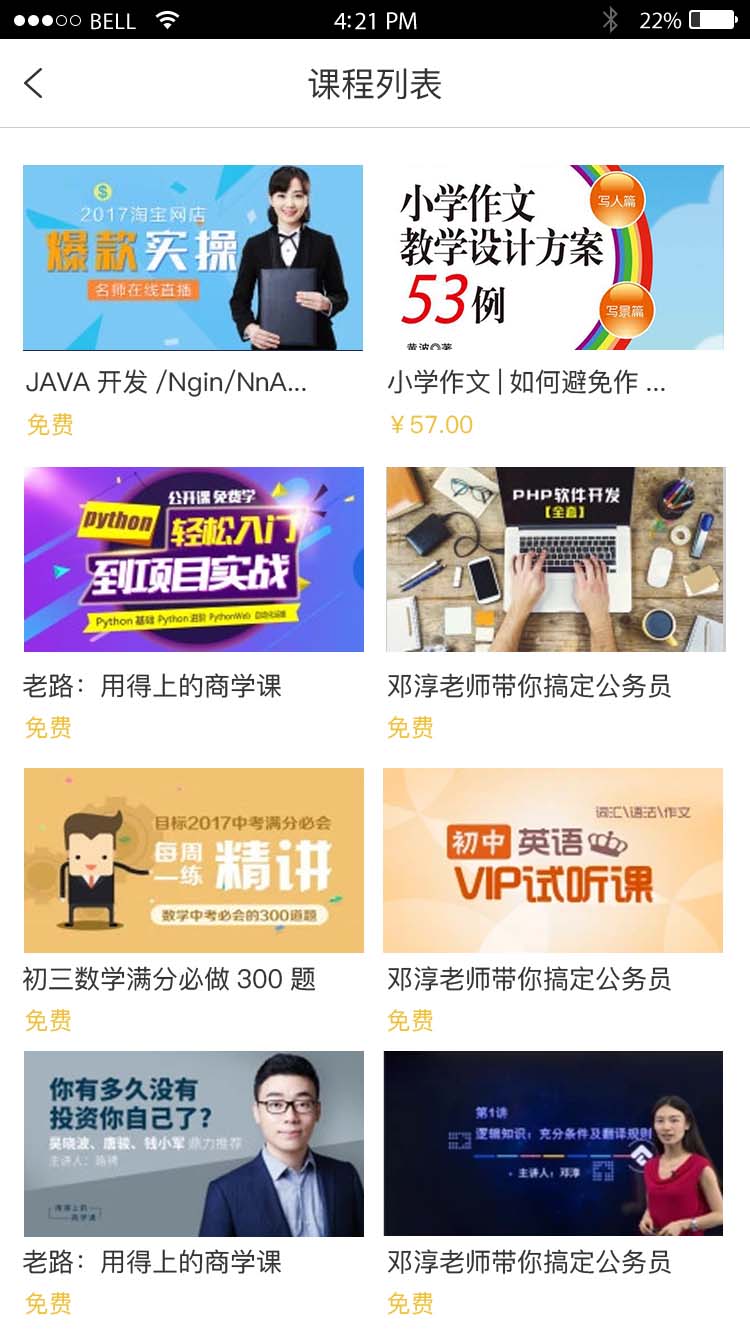 BELL
4:21 PM
22%
课程列表
2017淘宝网店
爆款实操
名师在线直播
JAVA 开发 /Ngin/NnA...
免费
小学作文
教学设计方案
53例
黄波◎著
写人篇
写景篇
小学作文 | 如何避免作 ...
￥57.00
公开课 免费学
python
轻松入门
到项目实战
Python 基础 Python 进阶 PythonWeb 自动化运维
老路：用得上的商学课
免费
PHP软件开发
【全套】
邓淳老师带你搞定公务员
免费
目标2017中考满分必会
每周一练
精讲
数学中考必会的300道题
初三数学满分必做 300 题
免费
词汇\语法\作文
初中 英语
VIP试听课
邓淳老师带你搞定公务员
免费
你有多久没有
投资你自己了？
吴晓波、唐骏、钱小军 鼎力推荐
主讲人：路骋
用得上的
商学课
老路：用得上的商学课
免费
第1讲
逻辑知识：充分条件及翻译规则
主讲人：邓淳
邓淳老师带你搞定公务员
免费